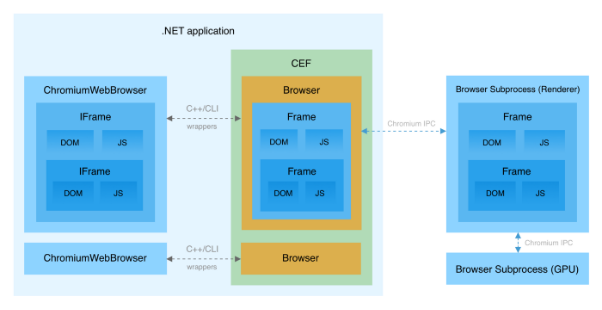 .NET application
CEF
ChromiumWebBrowser
IFrame
DOM
JS
IFrame
DOM
JS
C++/CLI
wrappers
Browser
Frame
DOM
JS
Frame
DOM
JS
Chromium IPC
Browser Subprocess (Renderer)
Frame
DOM
JS
Frame
DOM
JS
Chromium IPC
ChromiumWebBrowser
C++/CLI
wrappers
Browser
Browser Subprocess (GPU)